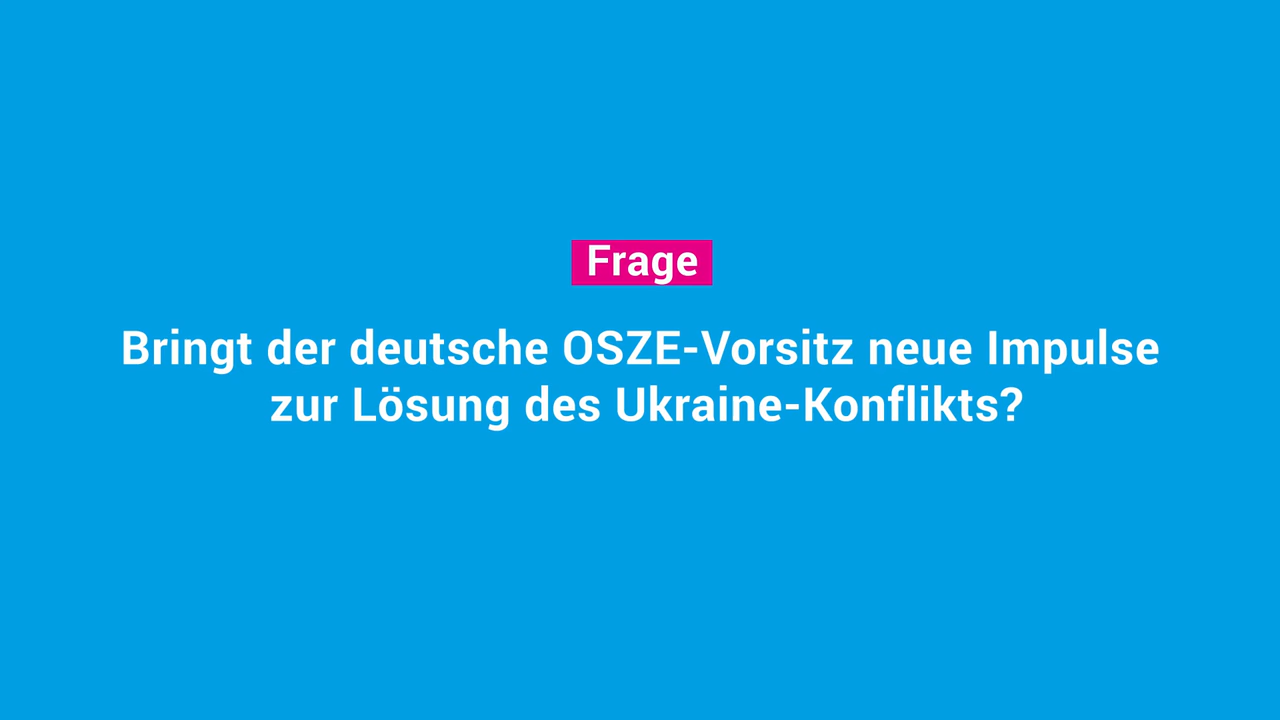 Frage
Bringt der deutsche OSZE-Vorsitz neue Impulse
zur Lösung des Ukraine-Konflikts?